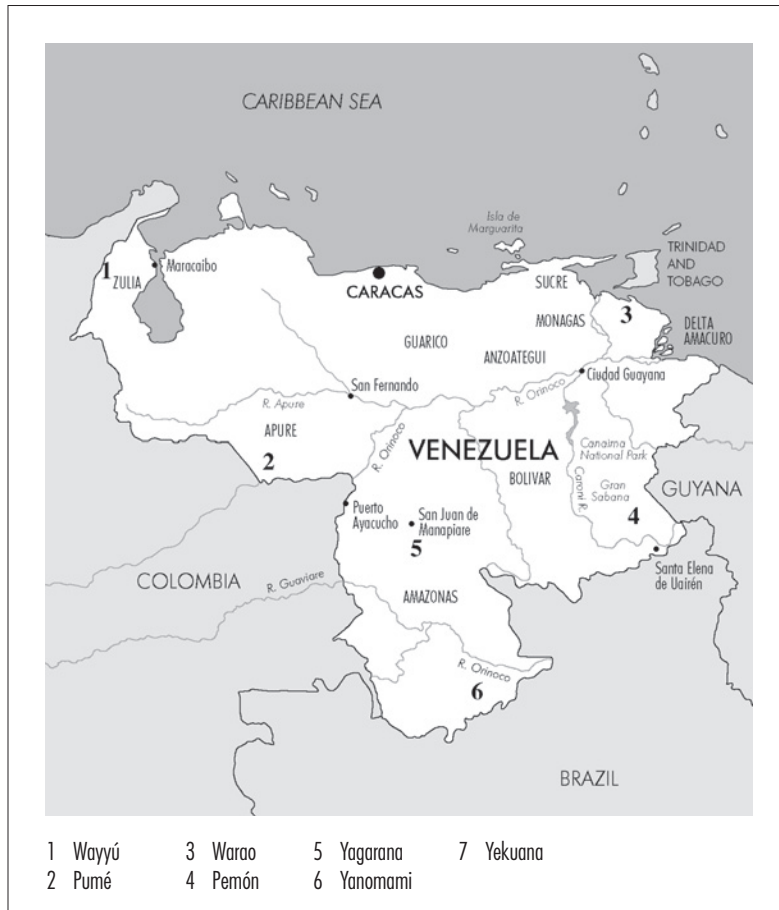 CARIBBEAN SEA
Isla de
Marguarita
TRINIDAD
AND
TOBAGO
1
ZULIA
Maracaibo
CARACAS
SUCRE
MONAGAS
3
DELTA
AMACURO
GUARICO
ANZOATEGUI
Ciudad Guayana
San Fernando
R. Apure
R. Orinoco
APURE
2
R. Orinoco
VENEZUELA
BOLIVAR
Canaima
National Park
Caroni R.
Gran
Sabana
4
GUYANA
Puerto
Ayacucho
San Juan de
Manapiare
5
Santa Elena
de Uairén
COLOMBIA
R. Guaviare
AMAZONAS
R. Orinoco
6
BRAZIL
1 Wayyú 3 Warao 5 Yagarana 7 Yekuana
2 Pumé 4 Pemón 6 Yanomami